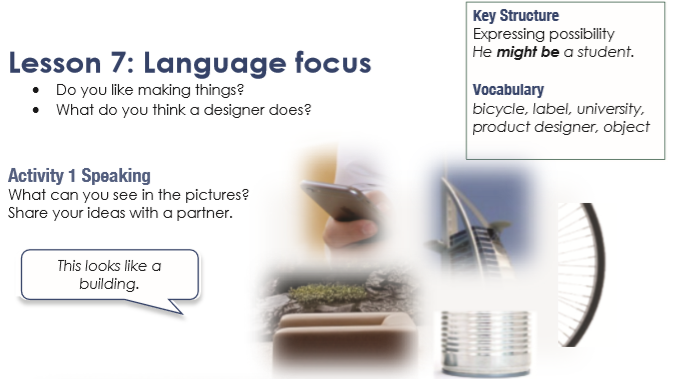 Lesson 7: Language focus
• Do you like making things?
• What do you think a designer does?
Key Structure
Expressing possibility
He might be a student.
Vocabulary
bicycle, label, university,
product designer, object
Activity 1 Speaking
What can you see in the pictures?
Share your ideas with a partner.
This looks like a
building.